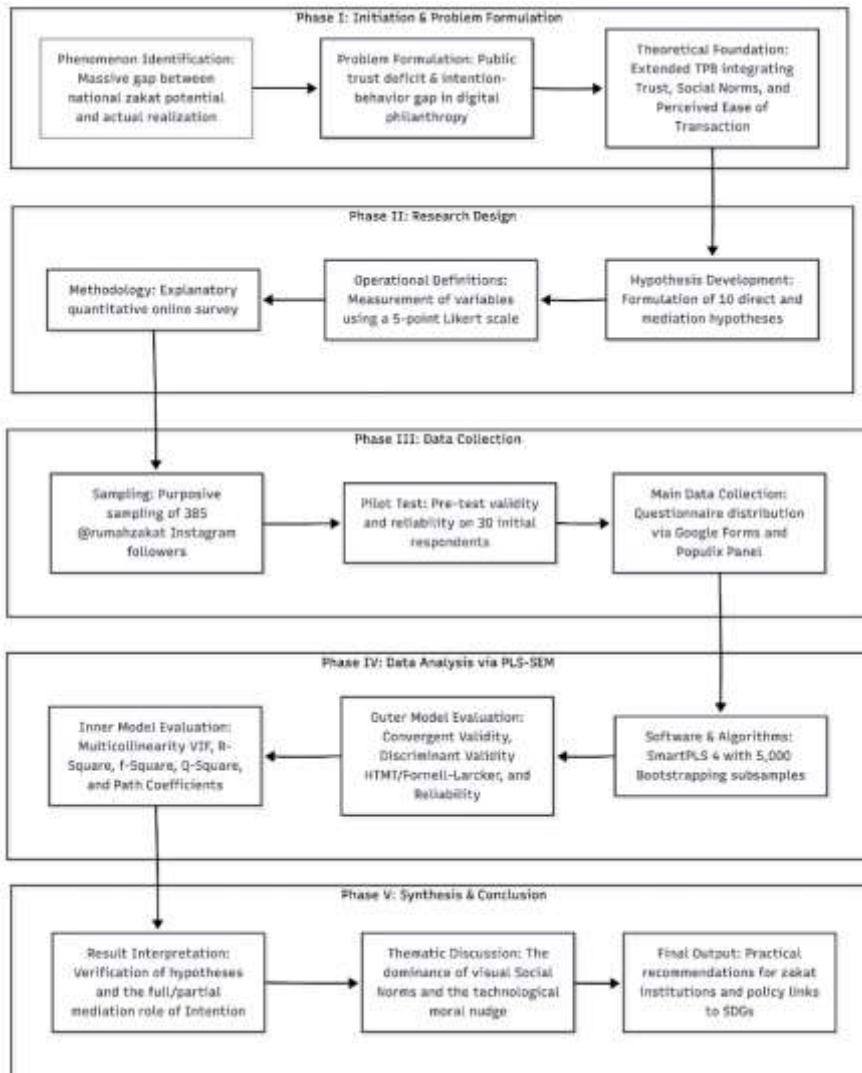 Phase I: Initiation & Problem Formulation
Phenomenon Identification:
Massive gap between
national zakat potential
and actual realization
Problem Formulation: Public
trust deficit & intention-
behavior gap in digital
philanthropy
Theoretical Foundation:
Extended TPB integrating
Trust, Social Norms, and
Perceived Ease of
Transaction
Phase II: Research Design
Methodology: Explanatory
quantitative online survey
Operational Definitions:
Measurement of variables
using a 5-point Likert scale
Hypothesis Development:
Formulation of 10 direct and
mediation hypotheses
Phase III: Data Collection
Sampling: Purposive
sampling of 385
@rumahzakat Instagram
followers
Pilot Test: Pre-test validity
and reliability on 30 initial
respondents
Main Data Collection:
Questionnaire distribution
via Google Forms and
Populix Panel
Phase IV: Data Analysis via PLS-SEM
Inner Model Evaluation:
Multicollinearity VIF, R-
Square, f-Square, Q-Square,
and Path Coefficients
Outer Model Evaluation:
Convergent Validity,
Discriminant Validity
HTMT/Fornell-Larcker, and
Reliability
Software & Algorithms:
SmartPLS 4 with 5,000
Bootstrapping subsamples
Phase V: Synthesis & Conclusion
Result Interpretation:
Verification of hypotheses
and the full/partial
mediation role of Intention
Thematic Discussion: The
dominance of visual Social
Norms and the technological
moral nudge
Final Output: Practical
recommendations for zakat
institutions and policy links
to SDGs